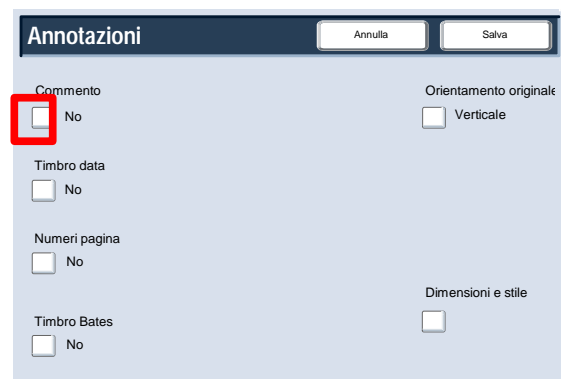 Annotazioni
Annulla
Salva
Commento
No
Orientamento originale
Verticale
Timbro data
No
Numeri pagina
No
Dimensioni e stile
Timbro Bates
No